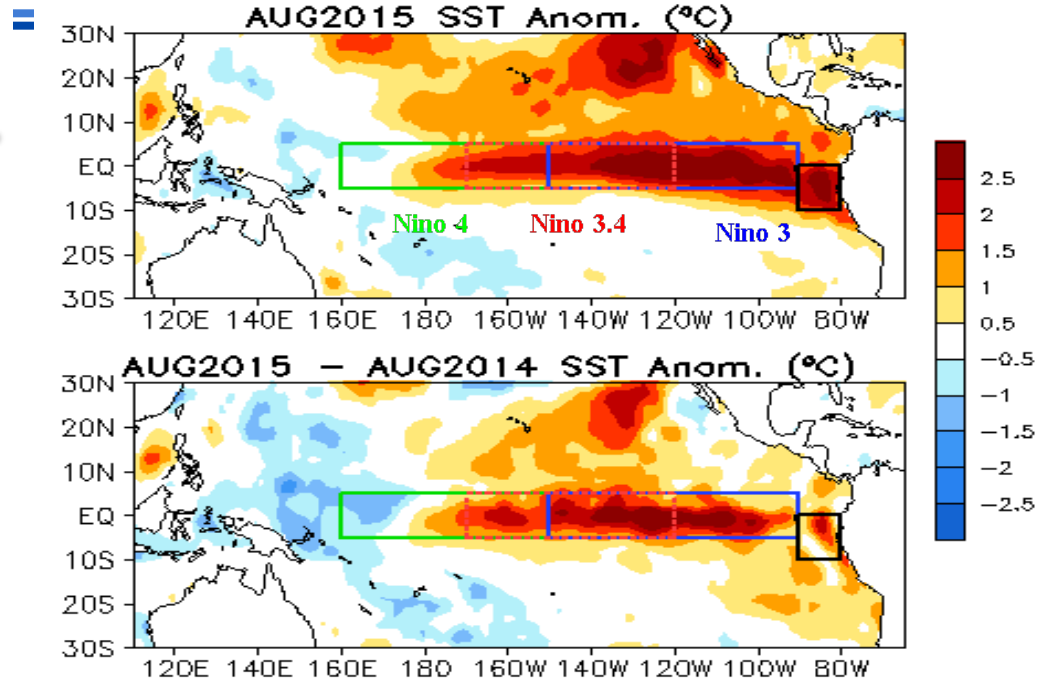 AUG2015 SST Anom. (ºC)
30N
20N
10N
EQ
10S
20S
30S
Nino 4
Nino 3.4
Nino 3
120E 140E 160E 180 160W 140W 120W 100W 80W
AUG2015 – AUG2014 SST Anom. (ºC)
30N
20N
10N
EQ
10S
20S
30S
120E 140E 160E 180 160W 140W 120W 100W 80W
2.5
2
1.5
1
0.5
−0.5
−1
−1.5
−2
−2.5